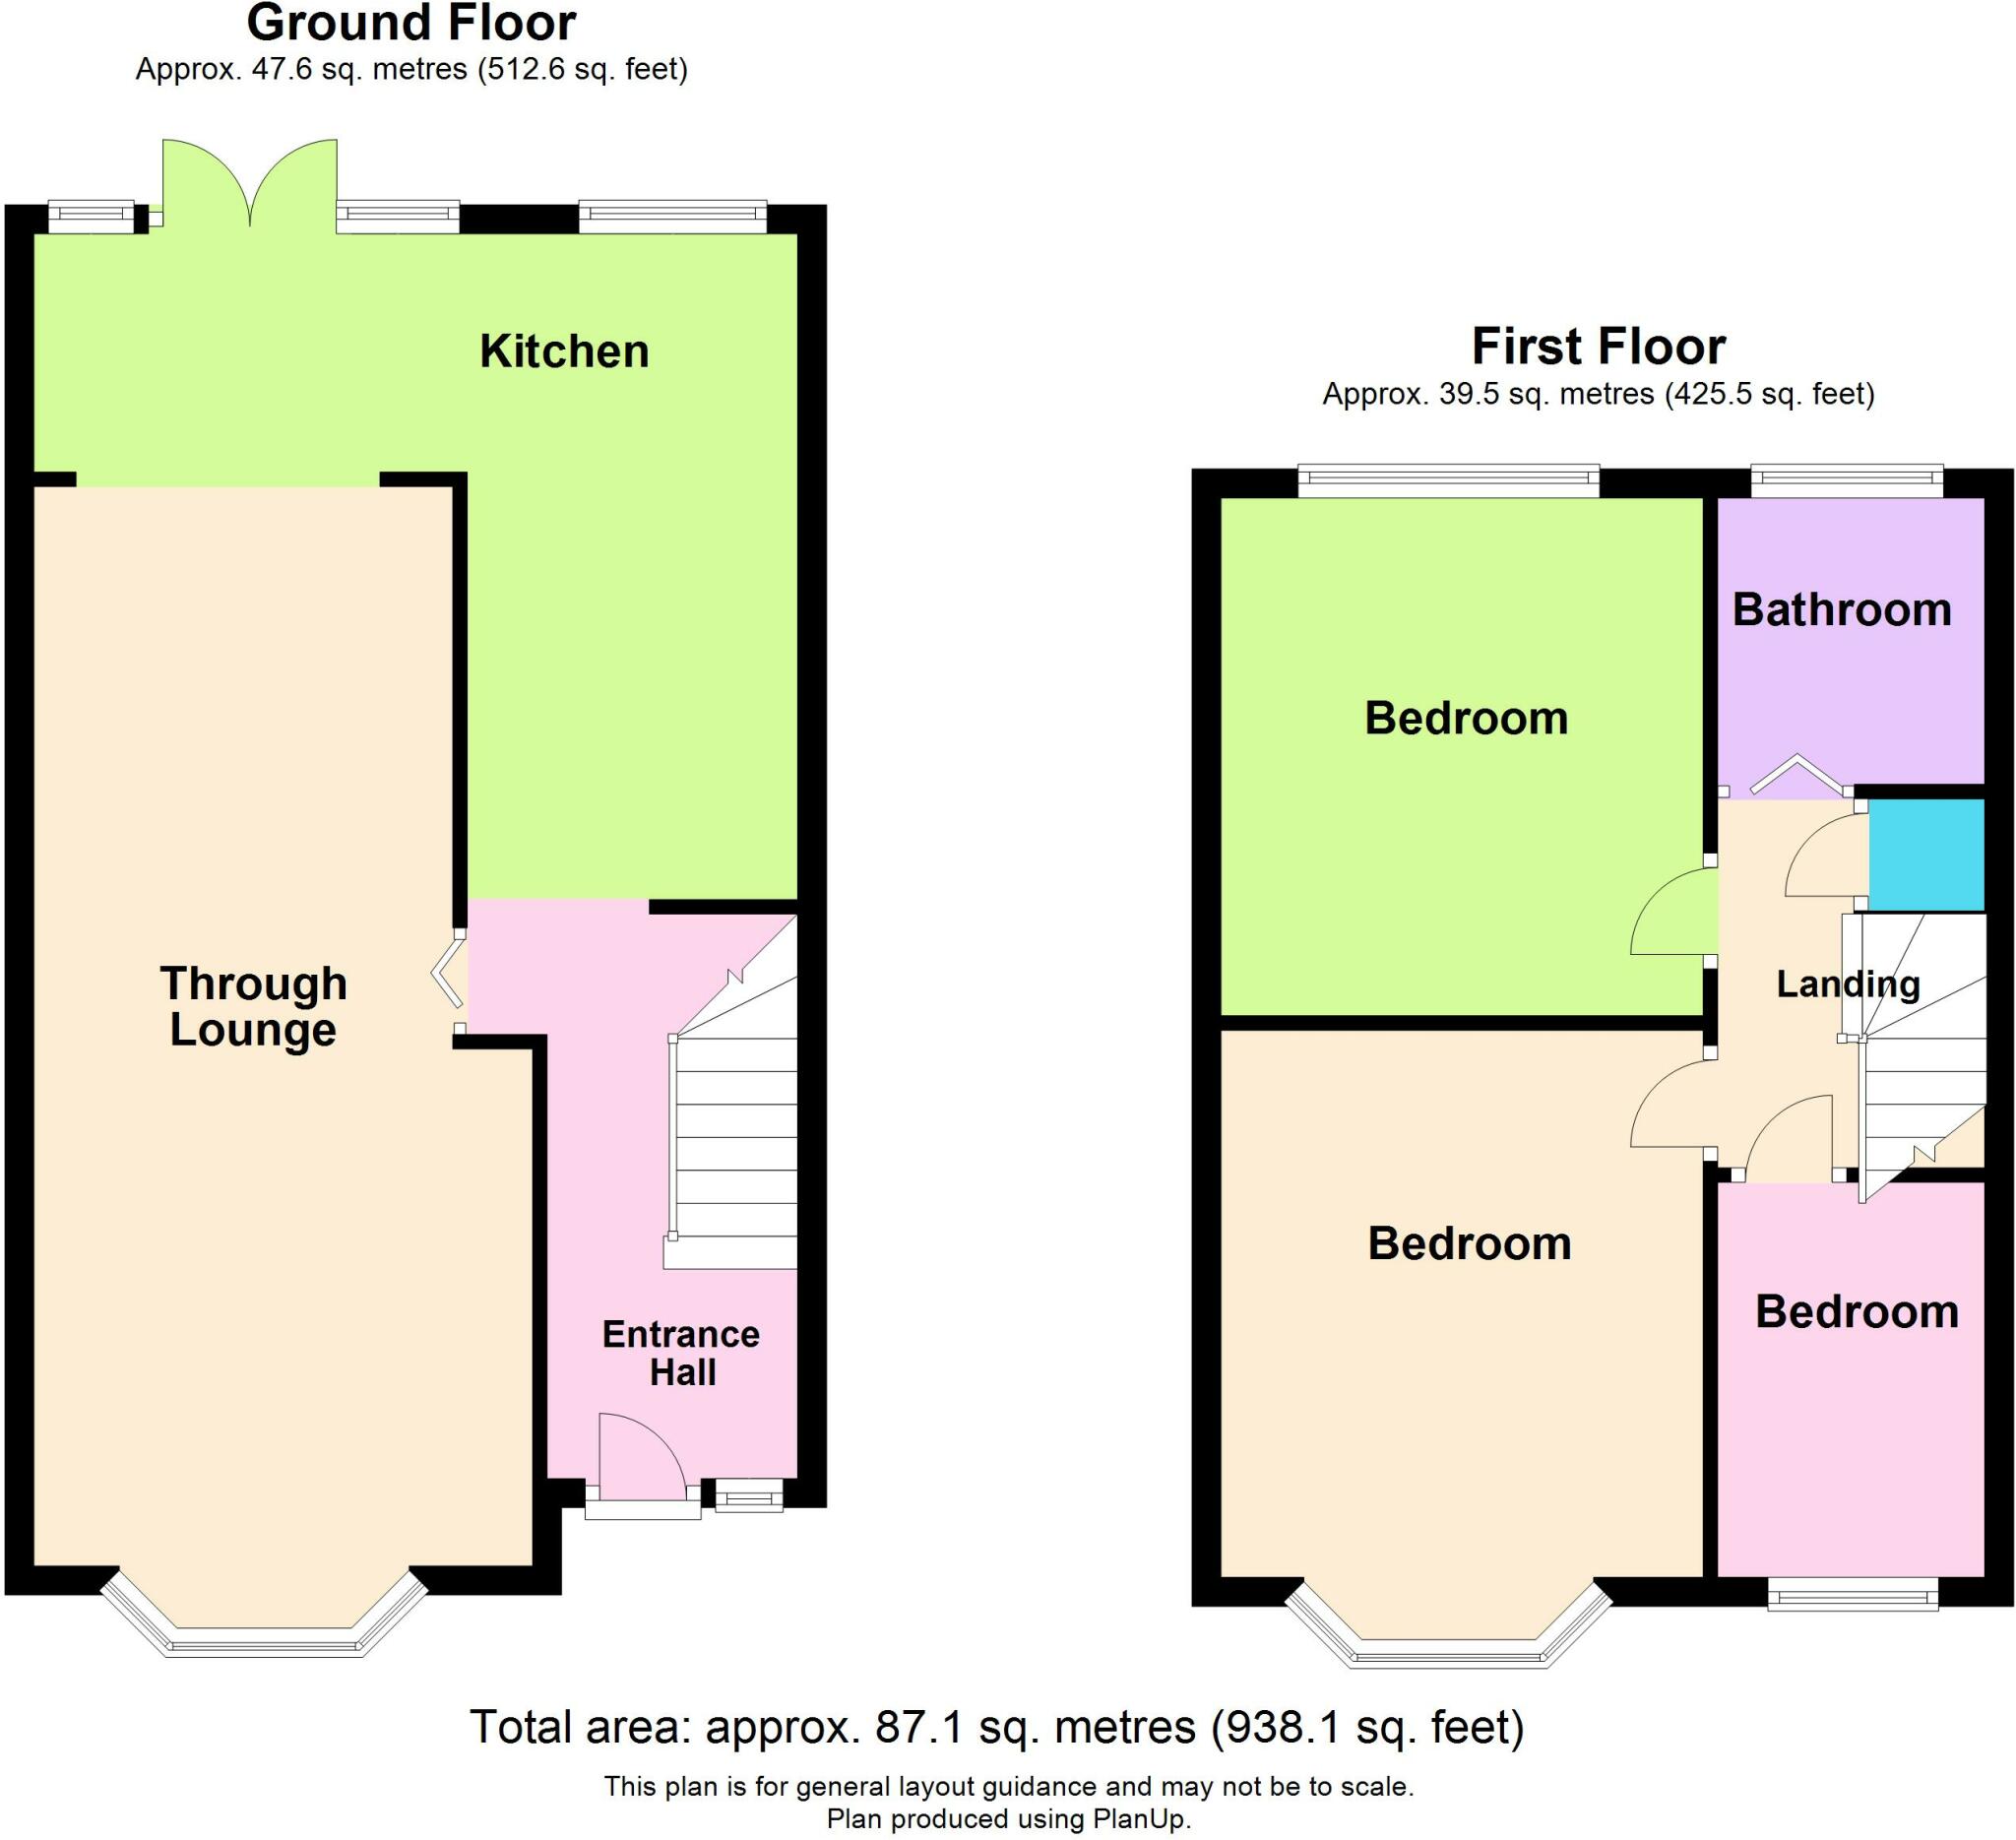 Ground Floor
Approx. 47.6 sq. metres (512.6 sq. feet)
Kitchen
Through
Lounge
Entrance
Hall
First Floor
Approx. 39.5 sq. metres (425.5 sq. feet)
Bathroom
Bedroom
Landing
Bedroom
Bedroom
Total area: approx. 87.1 sq. metres (938.1 sq. feet)
This plan is for general layout guidance and may not be to scale.
Plan produced using PlanUp.